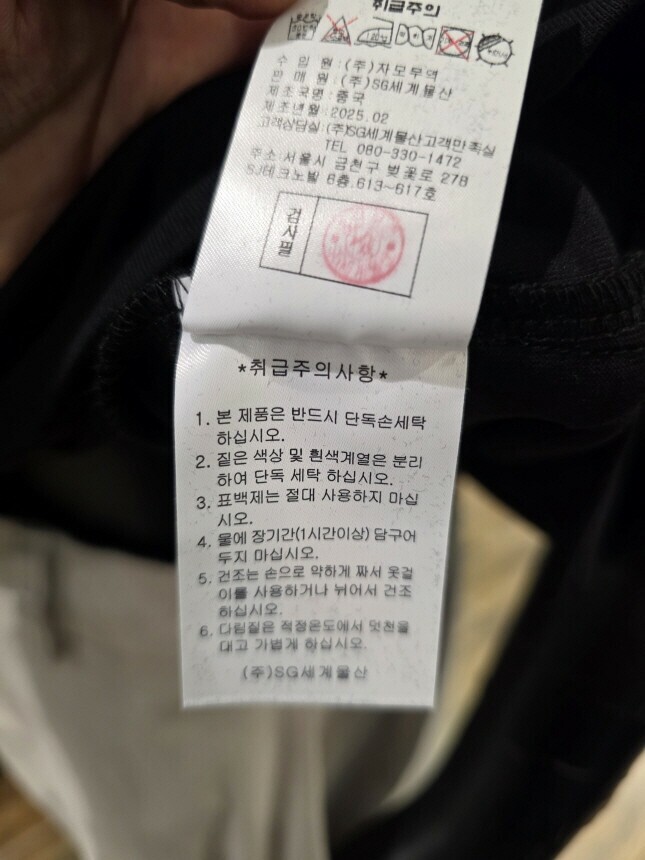 취급주의
수 입 원 : (주)자모무역
판 매 원 : (주)SG세계물산
제조국명 : 중국
제조년월 : 2025.02
고객상담실 : (주)SG세계물산고객만족실
TEL 080-330-1472
주소 : 서울시 금천구 벚꽃로 278
SJ테크노빌 6층.613~617호
검사필
*취급주의사항*
1. 본 제품은 반드시 단독손세탁
하십시오.
2. 짙은 색상 및 흰색계열은 분리
하여 단독 세탁 하십시오.
3. 표백제는 절대 사용하지 마십
시오.
4. 물에 장기간(1시간이상) 담구어
두지 마십시오.
5. 건조는 손으로 약하게 짜서 옷걸
이를 사용하거나 뉘어서 건조
하십시오.
6. 다림질은 적정온도에서 덧천을
대고 가볍게 하십시오.
(주)SG세계물산